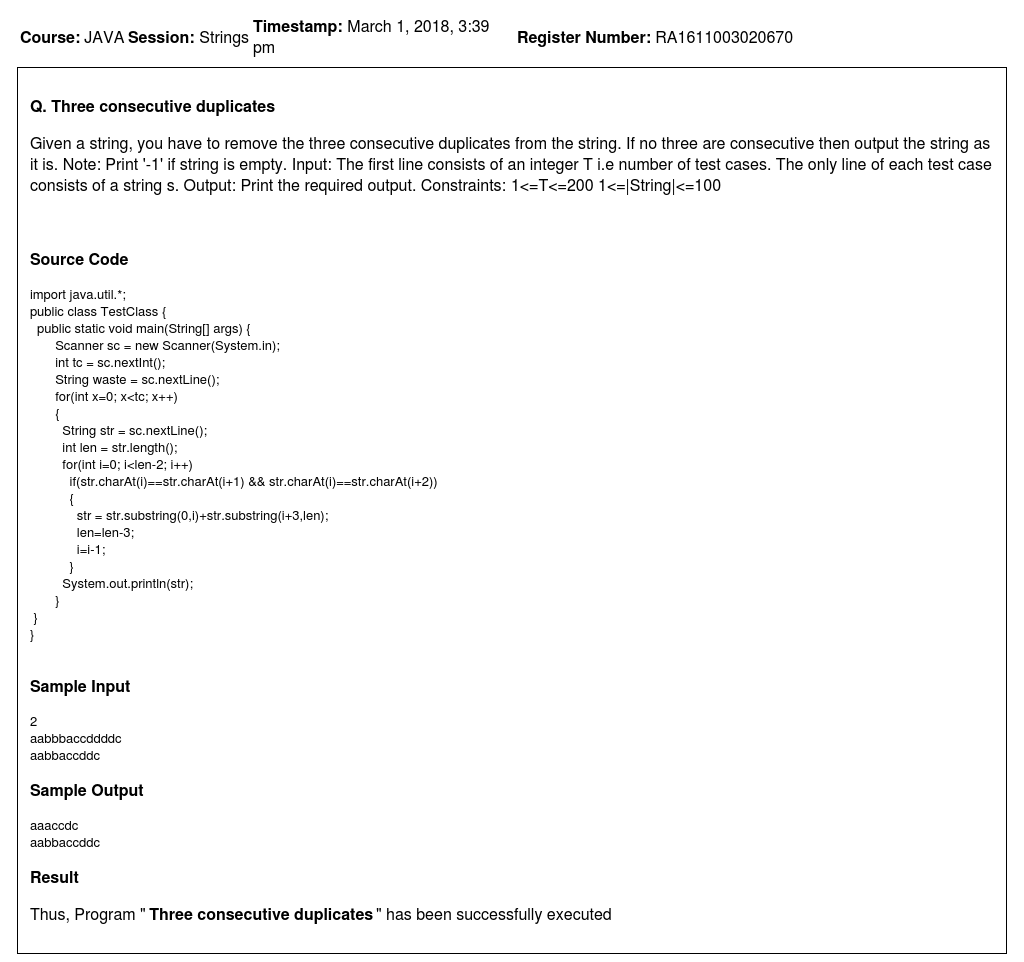 Course: JAVA Session: Strings Timestamp: March 1, 2018, 3:39 pm Register Number: RA1611003020670
Q. Three consecutive duplicates
Given a string, you have to remove the three consecutive duplicates from the string. If no three are consecutive then output the string as
it is. Note: Print '-1' if string is empty. Input: The first line consists of an integer T i.e number of test cases. The only line of each test case
consists of a string s. Output: Print the required output. Constraints: 1<=T<=200 1<=|String|<=100
Source Code
import java.util.*;
public class TestClass {
  public static void main(String[] args) {
       Scanner sc = new Scanner(System.in);
       int tc = sc.nextInt();
       String waste = sc.nextLine();
       for(int x=0; x<tc; x++)
       {
         String str = sc.nextLine();
         int len = str.length();
         for(int i=0; i<len-2; i++)
           if(str.charAt(i)==str.charAt(i+1) && str.charAt(i)==str.charAt(i+2))
           {
             str = str.substring(0,i)+str.substring(i+3,len);
             len=len-3;
             i=i-1;
           }
         System.out.println(str);
       }
 }
}
Sample Input
2
aabbbaccddddc
aabbaccddc
Sample Output
aaaccdc
aabbaccddc
Result
Thus, Program " Three consecutive duplicates " has been successfully executed